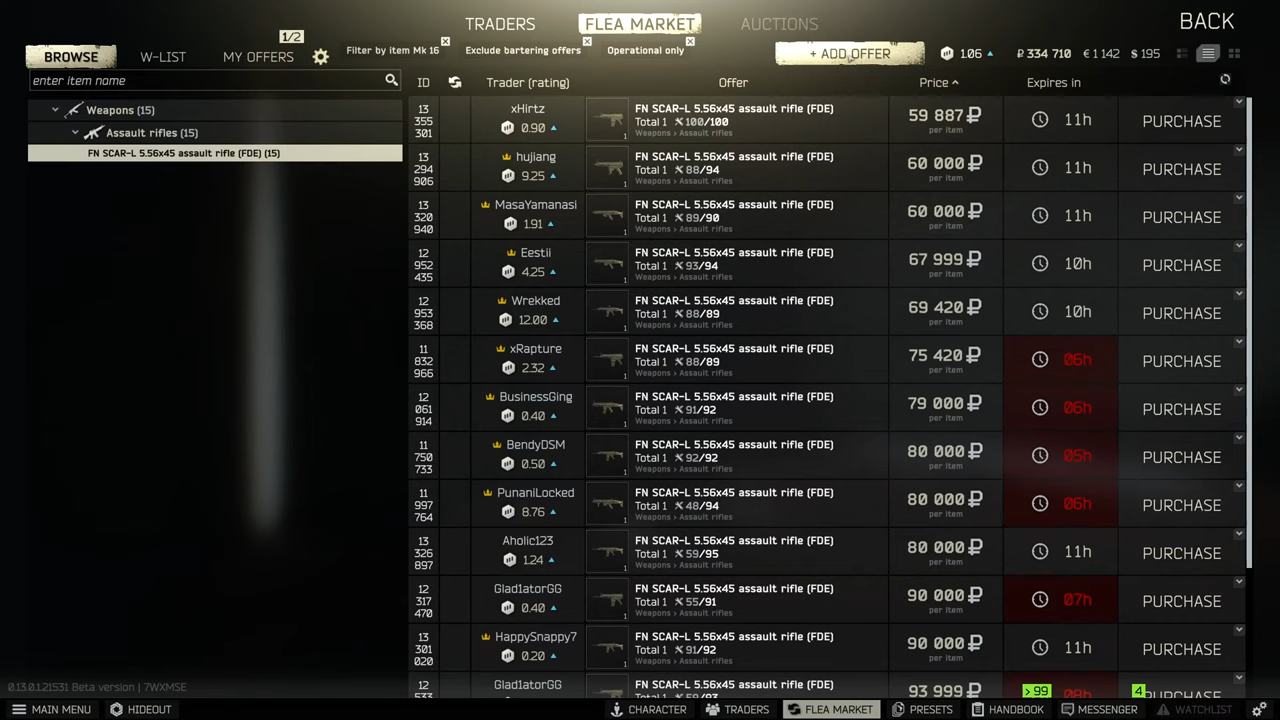 TRADERS
FLEA MARKET
AUCTIONS
BACK
BROWSE
W-LIST
1/2
MY OFFERS
Filter by item Mk 16 x
Exclude bartering offers x
Operational only x
+ ADD OFFER
1.06
₽ 334 710
€ 1 142
$ 195
enter item name
ID
Trader (rating)
Offer
Price
Expires in
Weapons (15)
Assault rifles (15)
FN SCAR-L 5.56x45 assault rifle (FDE) (15)
13 355 301
xHirtz
0.90
1
FN SCAR-L 5.56x45 assault rifle (FDE)
Total 1 100/100
Weapons > Assault rifles
59 887 ₽
per item
11h
PURCHASE
13 294 906
hujiang
9.25
1
FN SCAR-L 5.56x45 assault rifle (FDE)
Total 1 88/94
Weapons > Assault rifles
60 000 ₽
per item
11h
PURCHASE
13 320 940
MasaYamanasi
1.91
1
FN SCAR-L 5.56x45 assault rifle (FDE)
Total 1 89/90
Weapons > Assault rifles
60 000 ₽
per item
11h
PURCHASE
12 952 435
Eestii
4.25
1
FN SCAR-L 5.56x45 assault rifle (FDE)
Total 1 93/94
Weapons > Assault rifles
67 999 ₽
per item
10h
PURCHASE
12 953 368
Wrekked
12.00
1
FN SCAR-L 5.56x45 assault rifle (FDE)
Total 1 88/89
Weapons > Assault rifles
69 420 ₽
per item
10h
PURCHASE
11 832 966
xRapture
2.32
1
FN SCAR-L 5.56x45 assault rifle (FDE)
Total 1 88/89
Weapons > Assault rifles
75 420 ₽
per item
06h
PURCHASE
12 061 914
BusinessGing
0.40
1
FN SCAR-L 5.56x45 assault rifle (FDE)
Total 1 91/92
Weapons > Assault rifles
79 000 ₽
per item
06h
PURCHASE
11 750 733
BendyDSM
0.50
1
FN SCAR-L 5.56x45 assault rifle (FDE)
Total 1 92/92
Weapons > Assault rifles
80 000 ₽
per item
05h
PURCHASE
11 997 764
PunaniLocked
8.76
1
FN SCAR-L 5.56x45 assault rifle (FDE)
Total 1 48/94
Weapons > Assault rifles
80 000 ₽
per item
06h
PURCHASE
13 326 897
Aholic123
1.24
1
FN SCAR-L 5.56x45 assault rifle (FDE)
Total 1 59/95
Weapons > Assault rifles
80 000 ₽
per item
11h
PURCHASE
12 317 470
Glad1atorGG
0.40
1
FN SCAR-L 5.56x45 assault rifle (FDE)
Total 1 55/91
Weapons > Assault rifles
90 000 ₽
per item
07h
PURCHASE
13 301 020
HappySnappy7
0.20
1
FN SCAR-L 5.56x45 assault rifle (FDE)
Total 1 91/92
Weapons > Assault rifles
90 000 ₽
per item
11h
PURCHASE
12
Glad1atorGG
FN SCAR-L 5.56x45 assault rifle (FDE)
93 999 ₽
0.13.0.1.21531 Beta version | 7WXMSE
> 99
4
MAIN MENU
HIDEOUT
CHARACTER
TRADERS
FLEA MARKET
PRESETS
HANDBOOK
MESSENGER
WATCHLIST